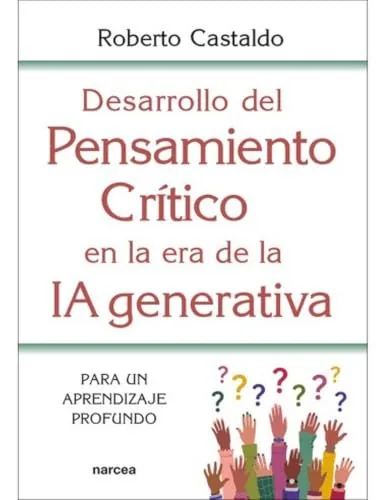 Roberto Castaldo
Desarrollo del
Pensamiento
Crítico
en la era de la
IA generativa
PARA UN
APRENDIZAJE
PROFUNDO
? ? ? ? ? ? ? ?
narcea